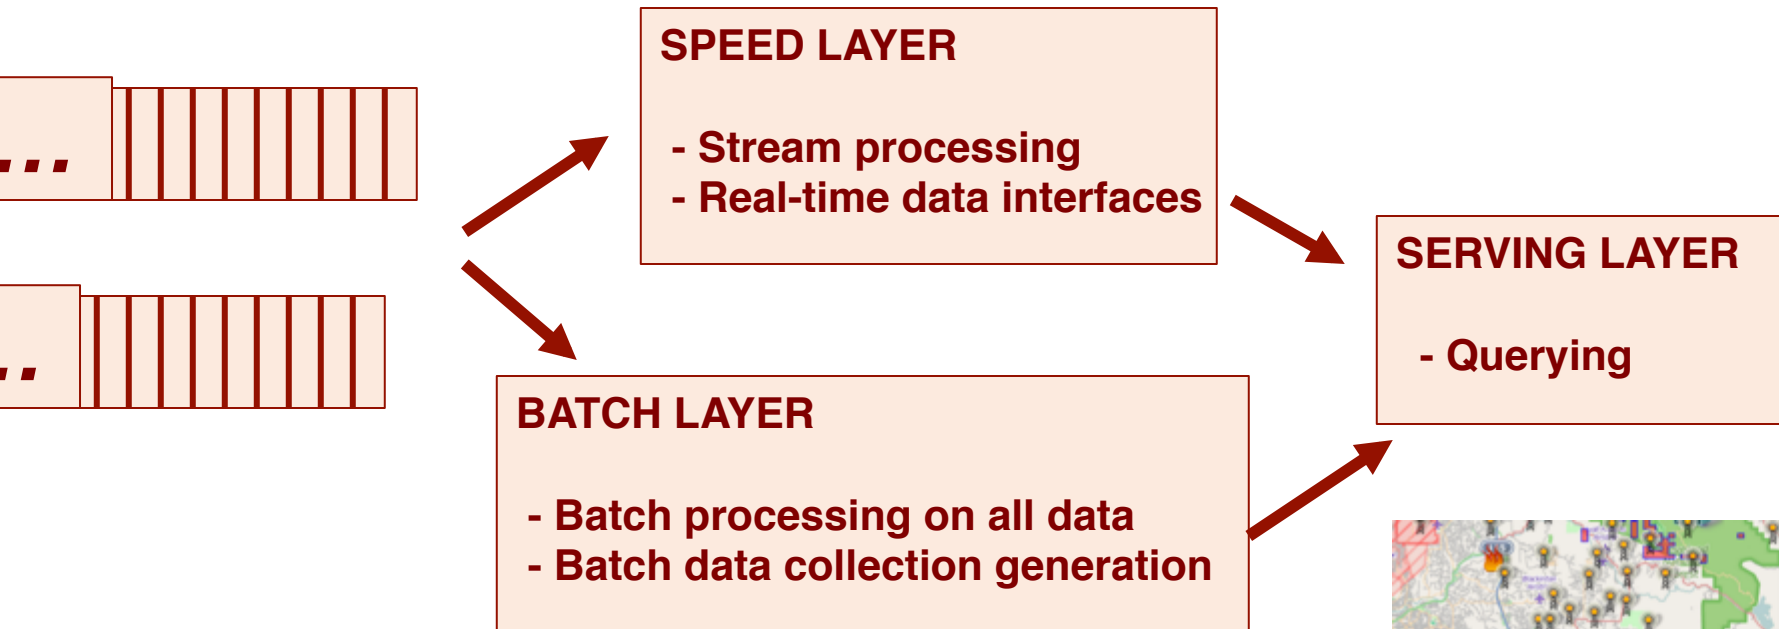 ...
..
SPEED LAYER
- Stream processing
- Real-time data interfaces
BATCH LAYER
- Batch processing on all data
- Batch data collection generation
SERVING LAYER
- Querying